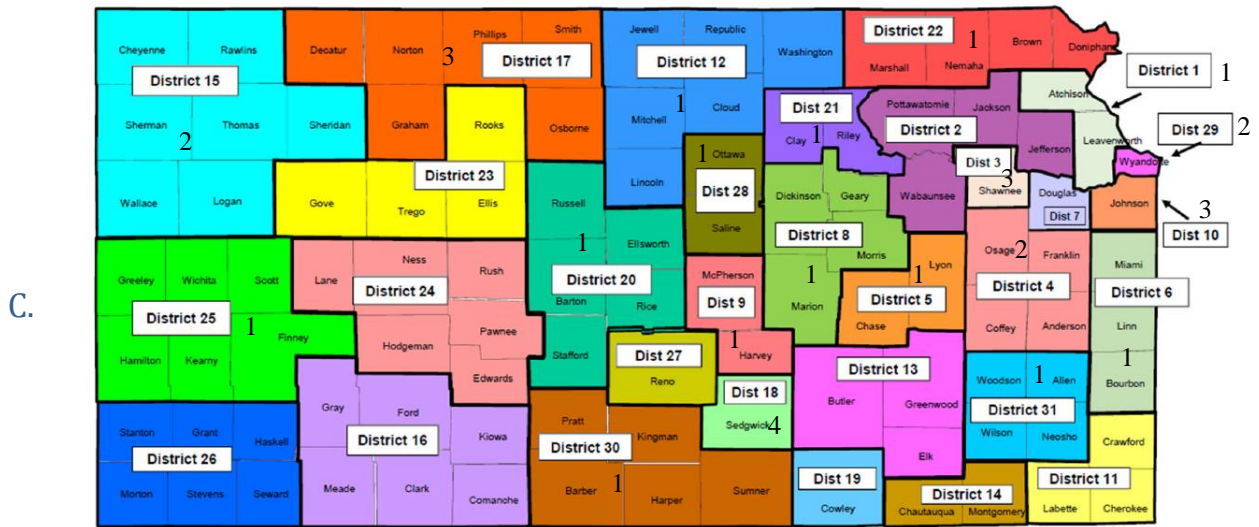 C.
Cheyenne
Rawlins
District 15
Sherman
Thomas
Sheridan
2
Wallace
Logan
Decatur
Norton
Phillips
Smith
3
District 17
Graham
Osborne
Rooks
District 23
Gove
Trego
Ellis
Jewell
Republic
Washington
District 12
1
Mitchell
Cloud
Lincoln
District 22
1
Marshall
Nemaha
Brown
Doniphan
District 1
1
Atchison
Leavenworth
Dist 21
1
Clay
Riley
Pottawatomie
Jackson
District 2
Jefferson
Wabaunsee
Dist 29
2
Wyandotte
Dist 3
3
Shawnee
Douglas
Dist 7
Johnson
3
Dist 10
1
Ottawa
Dist 28
Saline
Dickinson
Geary
District 8
Morris
1
Marion
Russell
1
Ellsworth
District 20
Barton
Rice
Stafford
McPherson
Dist 9
1
Harvey
Lyon
1
District 5
Chase
Osage
2
Franklin
District 4
Coffey
Anderson
Miami
District 6
Linn
1
Bourbon
Greeley
Wichita
Scott
District 25
1
Finney
Hamilton
Kearny
Lane
Ness
Rush
District 24
Pawnee
Hodgeman
Edwards
Dist 27
Reno
Dist 18
Sedgwick
4
District 13
Butler
Greenwood
Elk
Woodson
1
Allen
District 31
Wilson
Neosho
Stanton
Grant
Haskell
District 26
Morton
Stevens
Seward
Gray
Ford
Kiowa
District 16
Meade
Clark
Comanche
Pratt
Kingman
District 30
Barber
1
Harper
Sumner
Dist 19
Cowley
District 14
Chautauqua
Montgomery
Crawford
District 11
Labette
Cherokee